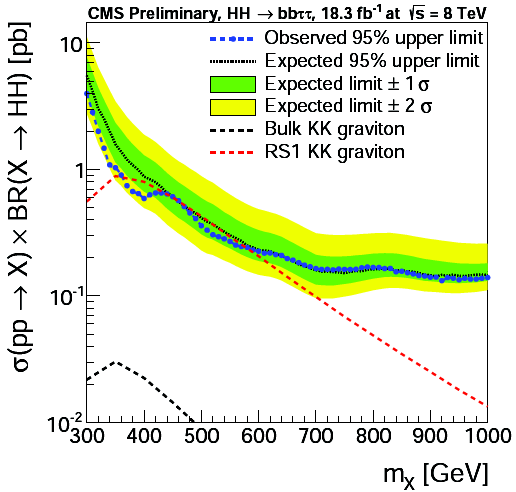 CMS Preliminary, HH → bbττ, 18.3 fb⁻¹ at √s = 8 TeV
Observed 95% upper limit
Expected 95% upper limit
Expected limit ± 1 σ
Expected limit ± 2 σ
Bulk KK graviton
RS1 KK graviton
σ(pp → X) × BR(X → HH) [pb]
10
1
10⁻¹
10⁻²
300 400 500 600 700 800 900 1000
m_X [GeV]